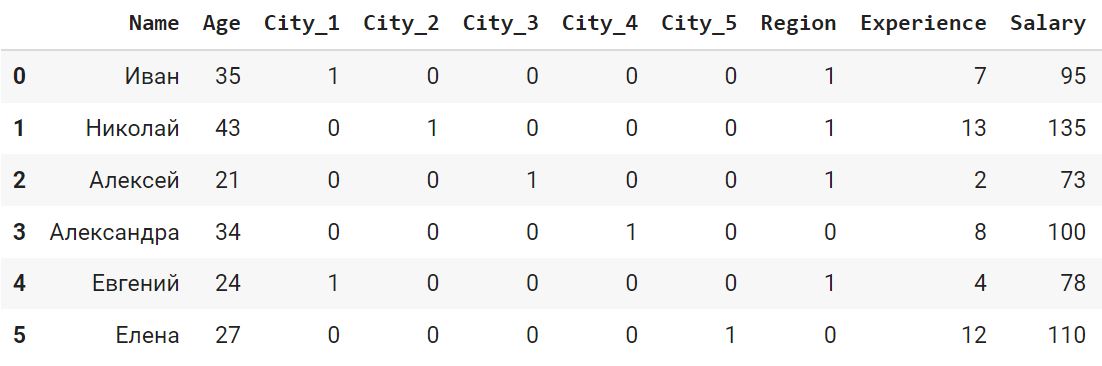 Name Age City_1 City_2 City_3 City_4 City_5 Region Experience Salary
0 Иван 35 1 0 0 0 0 1 7 95
1 Николай 43 0 1 0 0 0 1 13 135
2 Алексей 21 0 0 1 0 0 1 2 73
3 Александра 34 0 0 0 1 0 0 8 100
4 Евгений 24 1 0 0 0 0 1 4 78
5 Елена 27 0 0 0 0 1 0 12 110